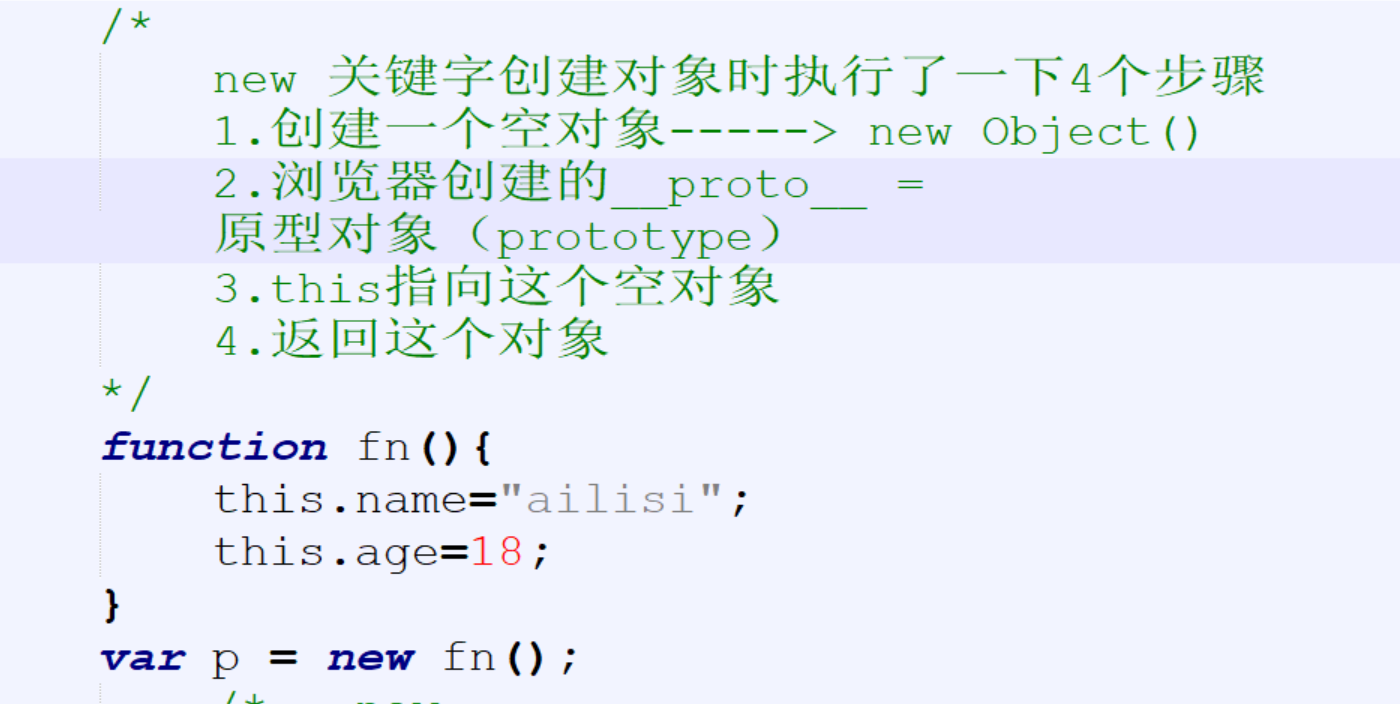 /*
new 关键字创建对象时执行了一下4个步骤
1.创建一个空对象-----> new Object()
2.浏览器创建的__proto__ =
原型对象（prototype）
3.this指向这个空对象
4.返回这个对象
*/
function fn(){
this.name="ailisi";
this.age=18;
}
var p = new fn();
/* new